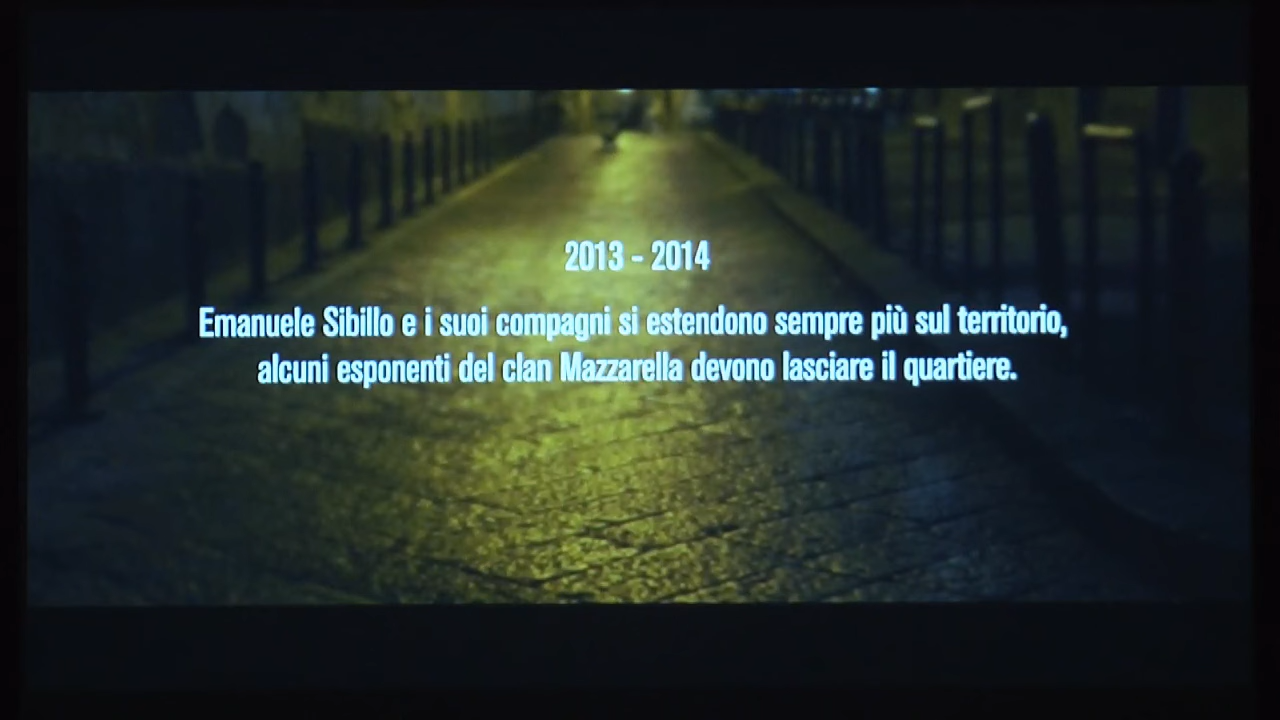 2013 - 2014
Emanuele Sibillo e i suoi compagni si estendono sempre più sul territorio,
alcuni esponenti del clan Mazzarella devono lasciare il quartiere.